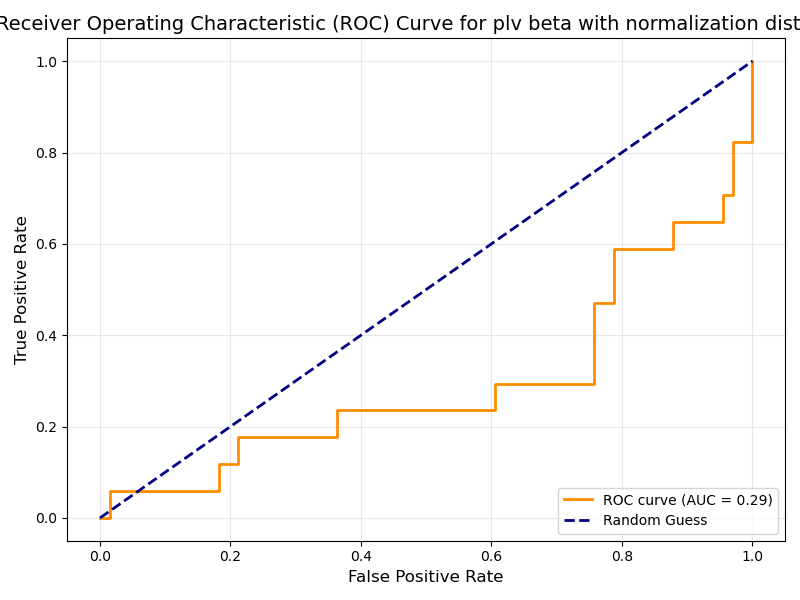 Receiver Operating Characteristic (ROC) Curve for plv beta with normalization dist
1.0
0.8
0.6
0.4
0.2
0.0
True Positive Rate
0.0 0.2 0.4 0.6 0.8 1.0
False Positive Rate
ROC curve (AUC = 0.29)
Random Guess